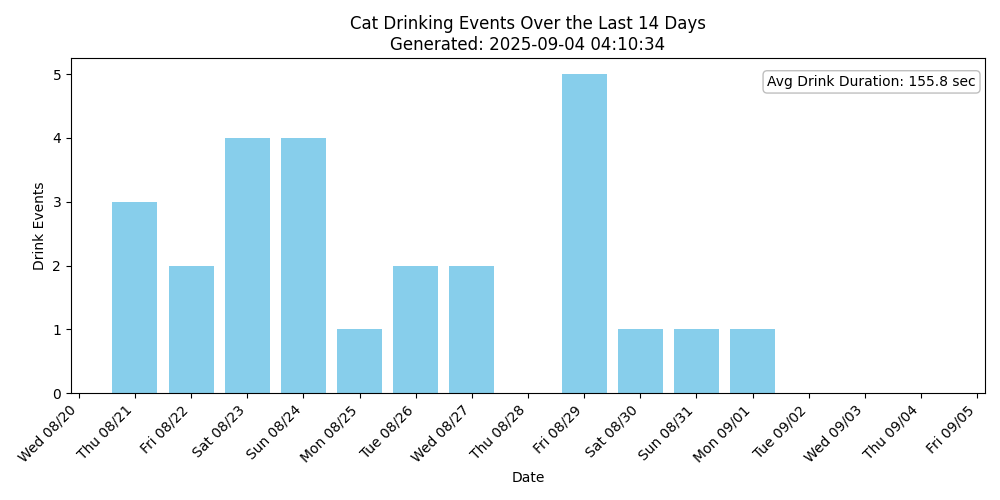 Cat Drinking Events Over the Last 14 Days
Generated: 2025-09-04 04:10:34
Avg Drink Duration: 155.8 sec
Drink Events
5
4
3
2
1
0
Wed 08/20
Thu 08/21
Fri 08/22
Sat 08/23
Sun 08/24
Mon 08/25
Tue 08/26
Wed 08/27
Thu 08/28
Fri 08/29
Sat 08/30
Sun 08/31
Mon 09/01
Tue 09/02
Wed 09/03
Thu 09/04
Fri 09/05
Date